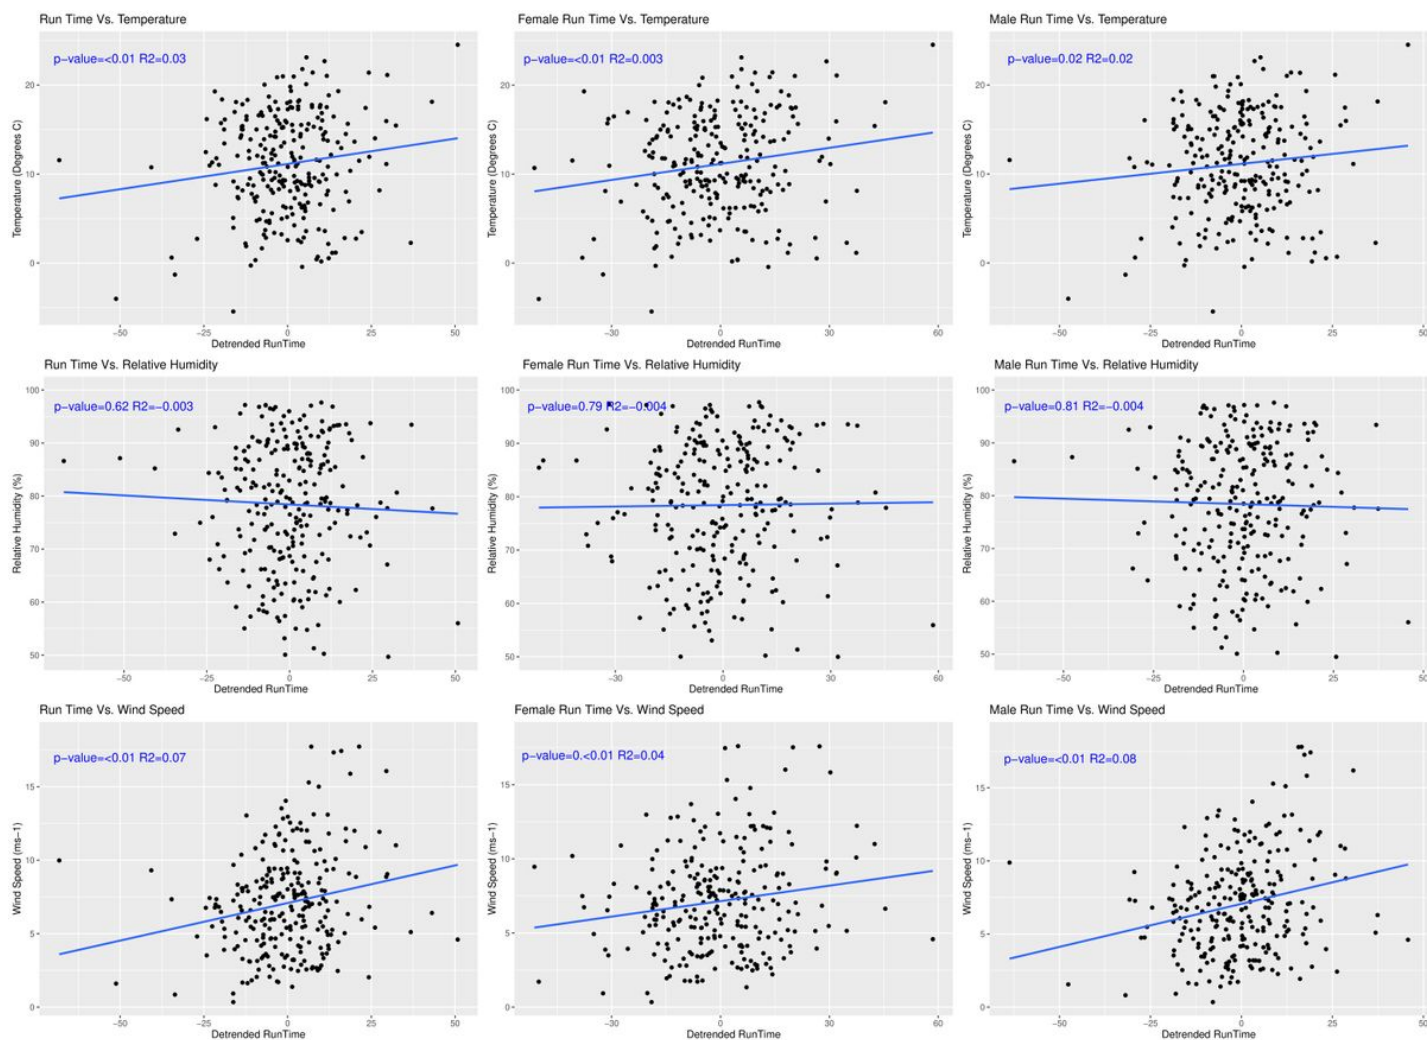 Run Time Vs. Temperature
p-value=<0.01 R2=0.03
Temperature (Degrees C)
20
10
0
-50
-25
0
25
50
Detrended RunTime
Female Run Time Vs. Temperature
p-value=<0.01 R2=0.003
Temperature (Degrees C)
20
10
0
-30
0
30
60
Detrended RunTime
Male Run Time Vs. Temperature
p-value=0.02 R2=0.02
Temperature (Degrees C)
20
10
0
-50
-25
0
25
50
Detrended RunTime
Run Time Vs. Relative Humidity
p-value=0.62 R2=-0.003
Relative Humidity (%)
100
90
80
70
60
50
-50
-25
0
25
50
Detrended RunTime
Female Run Time Vs. Relative Humidity
p-value=0.79 R2=-0.004
Relative Humidity (%)
100
90
80
70
60
50
-30
0
30
60
Detrended RunTime
Male Run Time Vs. Relative Humidity
p-value=0.81 R2=-0.004
Relative Humidity (%)
100
90
80
70
60
50
-50
-25
0
25
50
Detrended RunTime
Run Time Vs. Wind Speed
p-value=<0.01 R2=0.07
Wind Speed (ms-1)
15
10
5
0
-50
-25
0
25
50
Detrended RunTime
Female Run Time Vs. Wind Speed
p-value=0.<0.01 R2=0.04
Wind Speed (ms-1)
15
10
5
0
-30
0
30
60
Detrended RunTime
Male Run Time Vs. Wind Speed
p-value=<0.01 R2=0.08
Wind Speed (ms-1)
15
10
5
0
-50
-25
0
25
50
Detrended RunTime